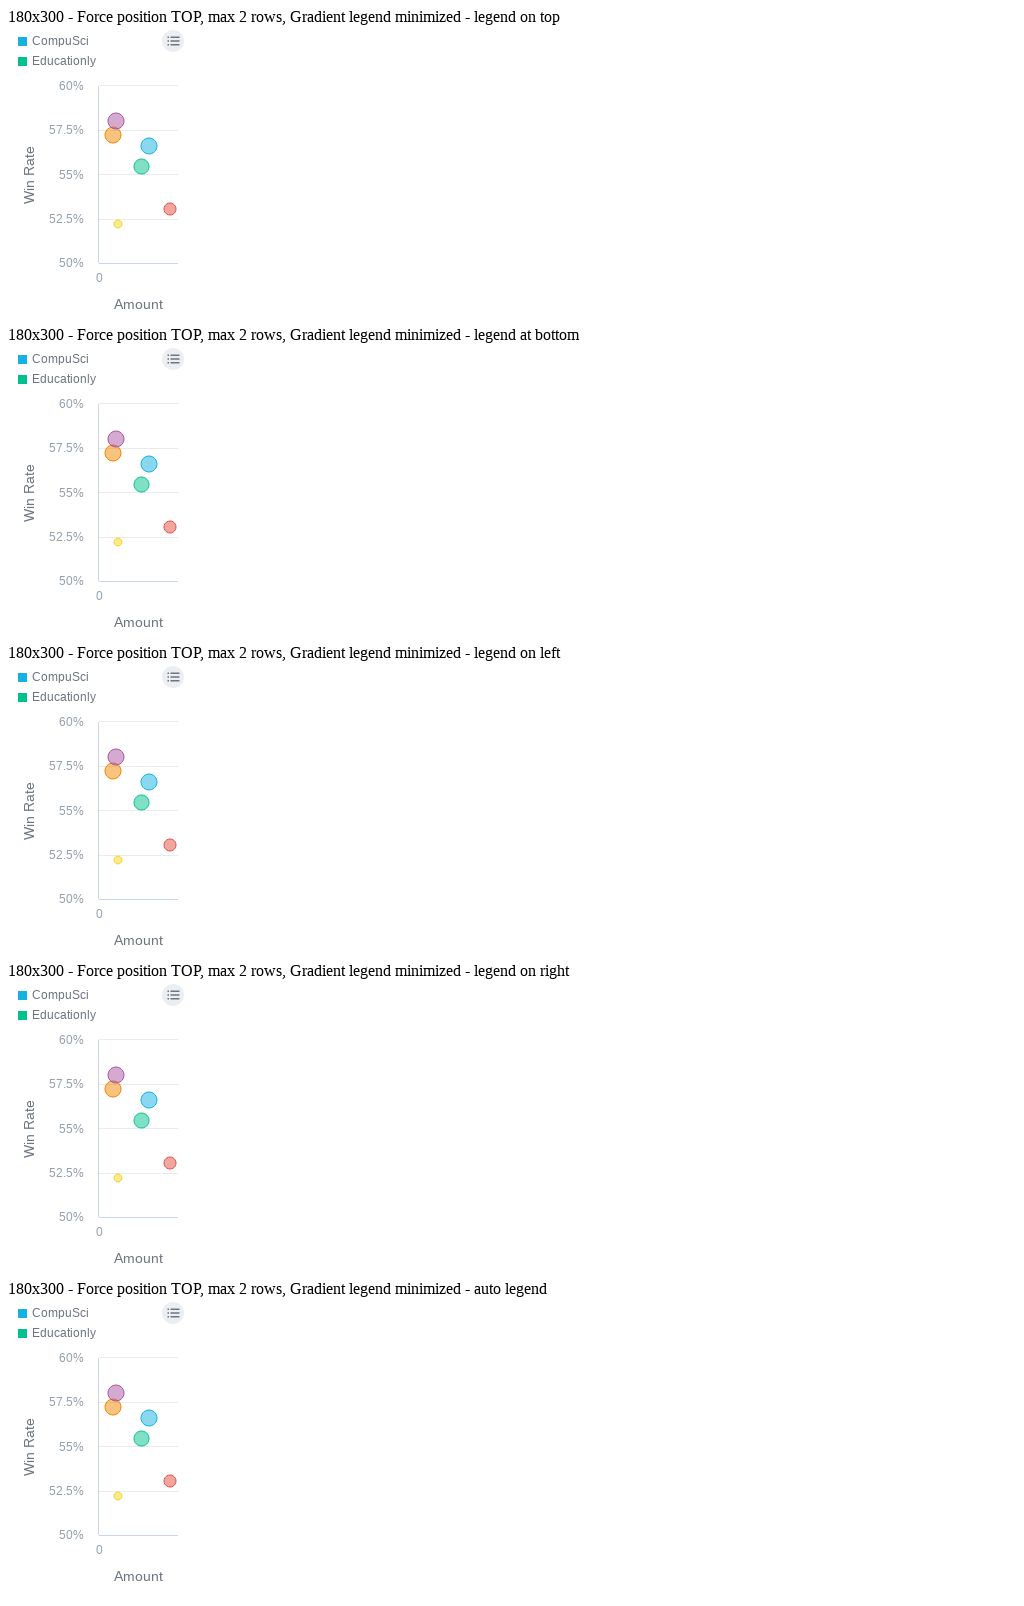 180x300 - Force position TOP, max 2 rows, Gradient legend minimized - legend on top
CompuSci
Educationly
60%
57.5%
55%
52.5%
50%
Win Rate
0
Amount
180x300 - Force position TOP, max 2 rows, Gradient legend minimized - legend at bottom
CompuSci
Educationly
60%
57.5%
55%
52.5%
50%
Win Rate
0
Amount
180x300 - Force position TOP, max 2 rows, Gradient legend minimized - legend on left
CompuSci
Educationly
60%
57.5%
55%
52.5%
50%
Win Rate
0
Amount
180x300 - Force position TOP, max 2 rows, Gradient legend minimized - legend on right
CompuSci
Educationly
60%
57.5%
55%
52.5%
50%
Win Rate
0
Amount
180x300 - Force position TOP, max 2 rows, Gradient legend minimized - auto legend
CompuSci
Educationly
60%
57.5%
55%
52.5%
50%
Win Rate
0
Amount